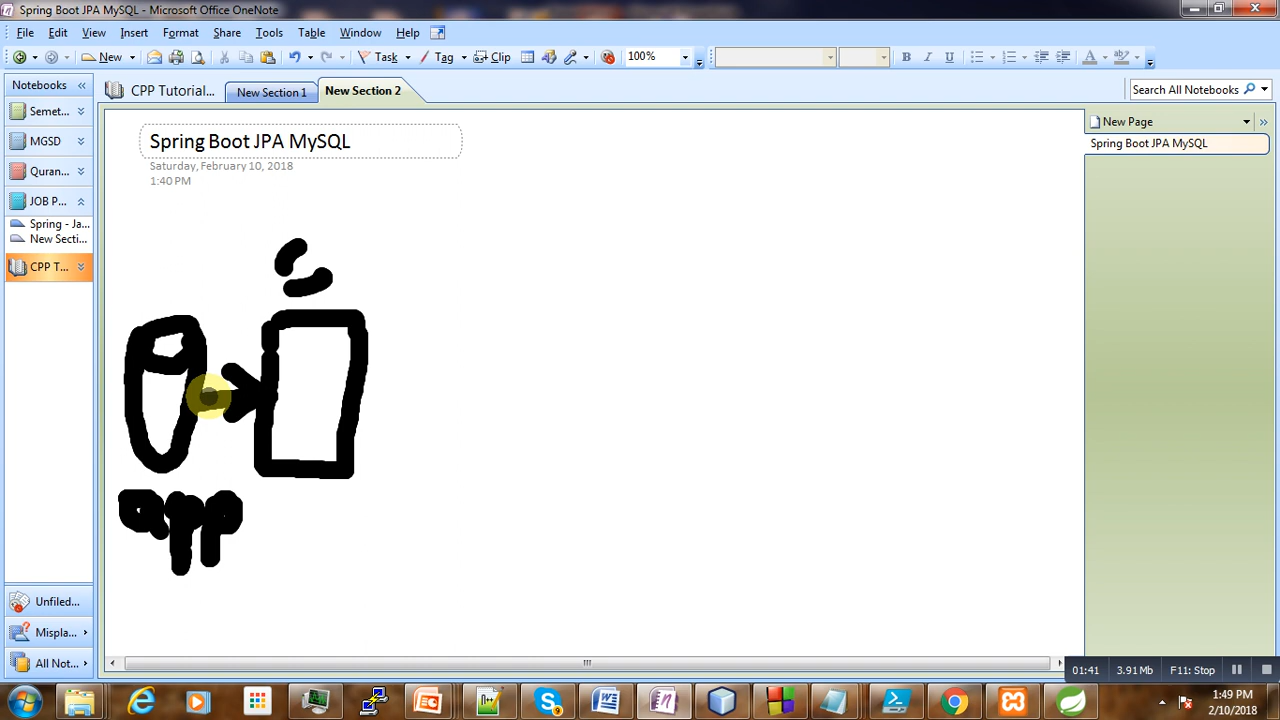 Spring Boot JPA MySQL - Microsoft Office OneNote
File Edit View Insert Format Share Tools Table Window Help
New Task Tag Clip 100% B I U
Notebooks CPP Tutorial... New Section 1 New Section 2 Search All Notebooks
Semet...
MGSD
Quran...
JOB P...
Spring - Ja...
New Secti...
CPP T...
New Page
Spring Boot JPA MySQL
Spring Boot JPA MySQL
Saturday, February 10, 2018
1:40 PM
app
Unfiled...
Mispla...
All Not...
01:41 3.91 Mb F11: Stop
1:49 PM
2/10/2018